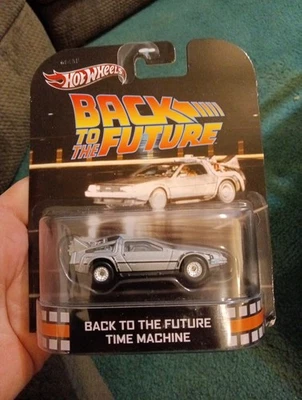 HOT WHEELS
BACK
TO
THE FUTURE
BACK TO THE FUTURE
TIME MACHINE